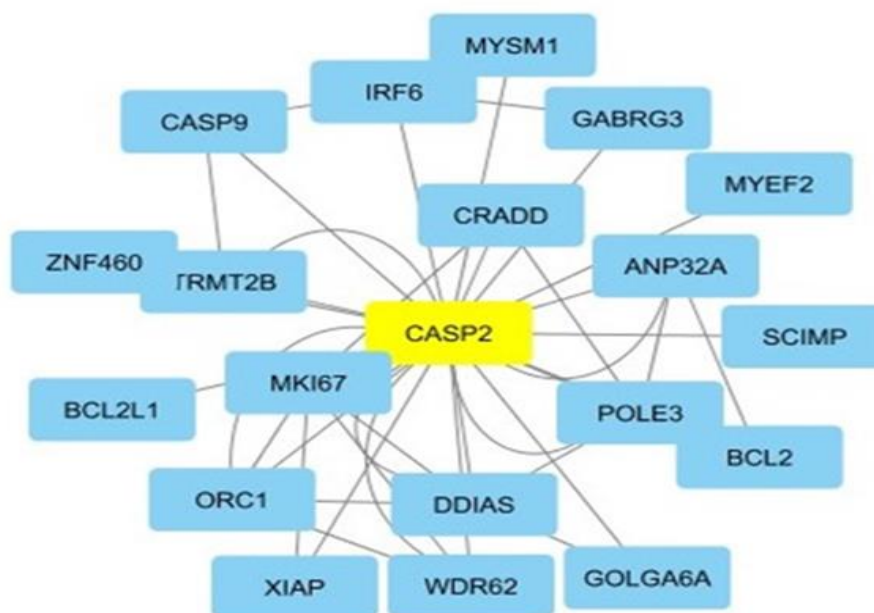 MYSM1
IRF6
CASP9
GABRG3
MYEF2
CRADD
ZNF460
TRMT2B
ANP32A
CASP2
SCIMP
MKI67
BCL2L1
POLE3
BCL2
ORC1
DDIAS
XIAP
WDR62
GOLGA6A